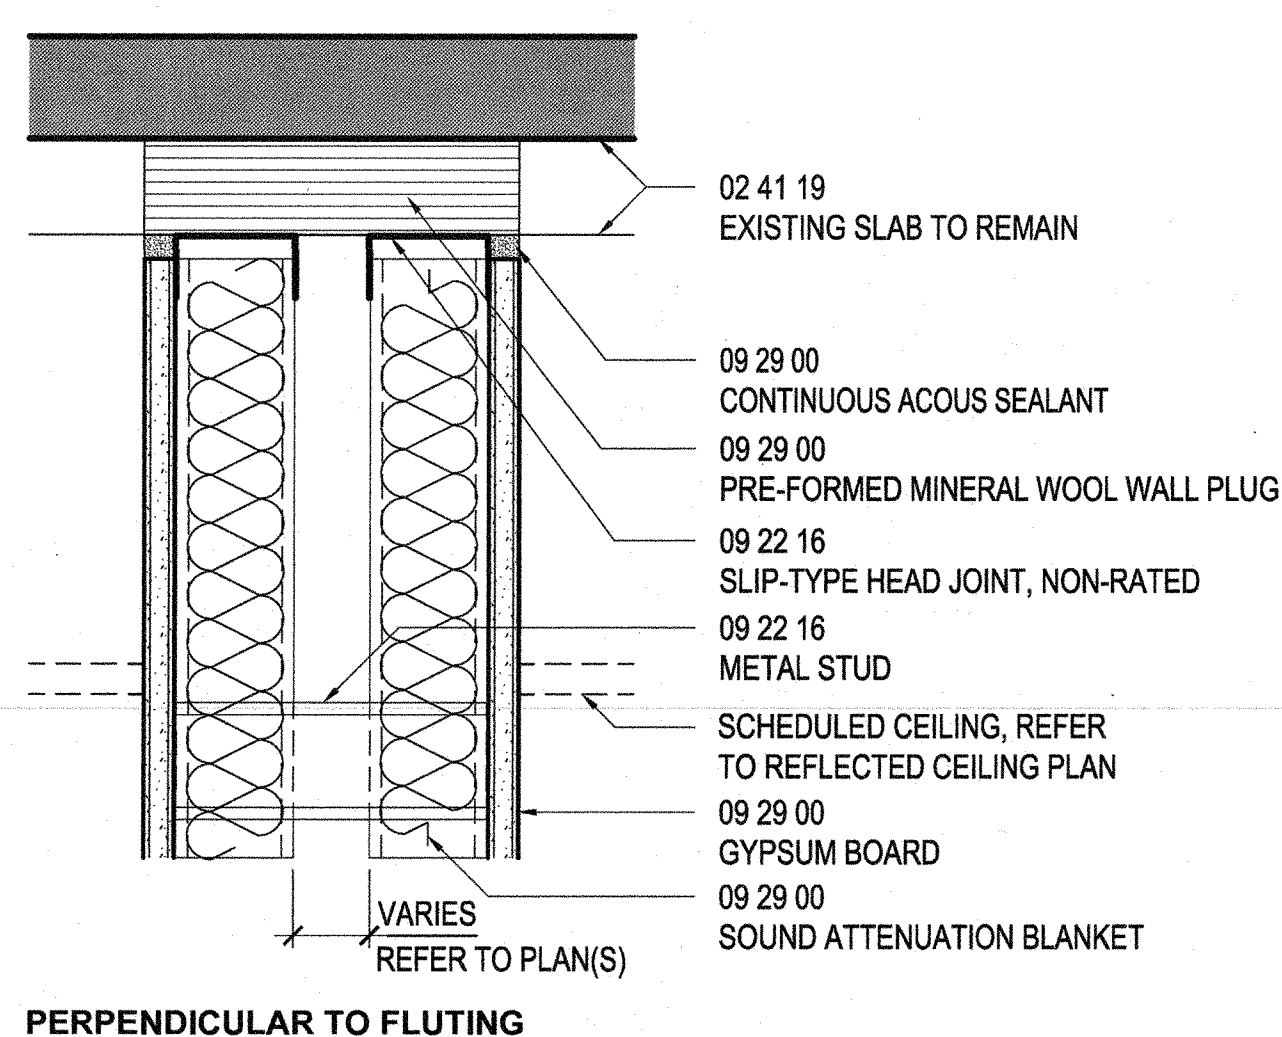 02 41 19
EXISTING SLAB TO REMAIN
09 29 00
CONTINUOUS ACOUS SEALANT
09 29 00
PRE-FORMED MINERAL WOOL WALL PLUG
09 22 16
SLIP-TYPE HEAD JOINT, NON-RATED
09 22 16
METAL STUD
SCHEDULED CEILING, REFER
TO REFLECTED CEILING PLAN
09 29 00
GYPSUM BOARD
09 29 00
SOUND ATTENUATION BLANKET
VARIES
REFER TO PLAN(S)
PERPENDICULAR TO FLUTING